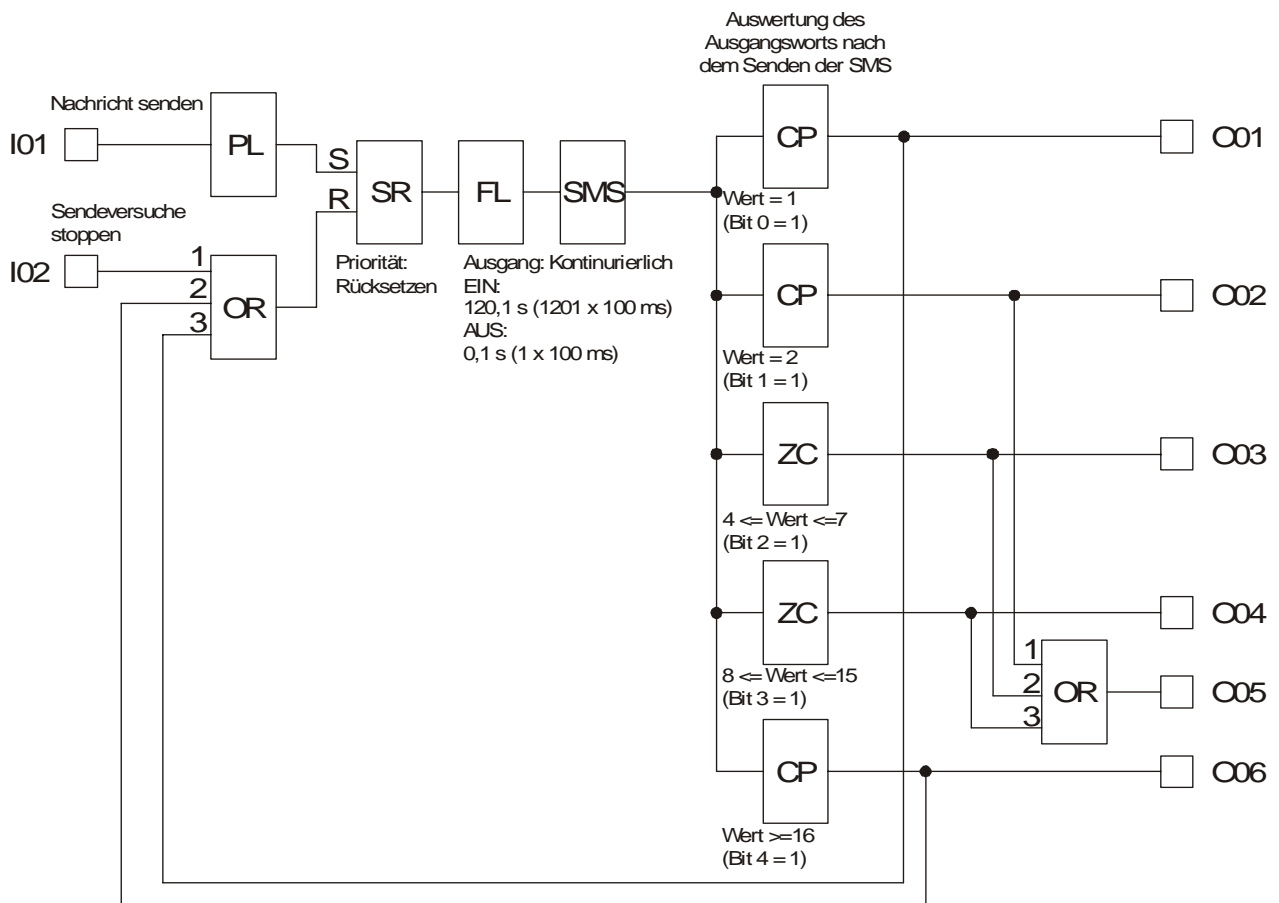 Auswertung des
Ausgangsworts nach
dem Senden der SMS
Nachricht senden
I01
PL
S
R
SR
FL
SMS
CP
O01
Wert = 1
(Bit 0 = 1)
Sendeversuche
stoppen
I02
1
2
3
OR
Priorität:
Rücksetzen
Ausgang: Kontinurierlich
EIN:
120,1 s (1201 x 100 ms)
AUS:
0,1 s (1 x 100 ms)
CP
O02
Wert = 2
(Bit 1 = 1)
ZC
O03
4 <= Wert <=7
(Bit 2 = 1)
ZC
O04
8 <= Wert <=15
(Bit 3 = 1)
1
2
3
OR
O05
CP
O06
Wert >=16
(Bit 4 = 1)